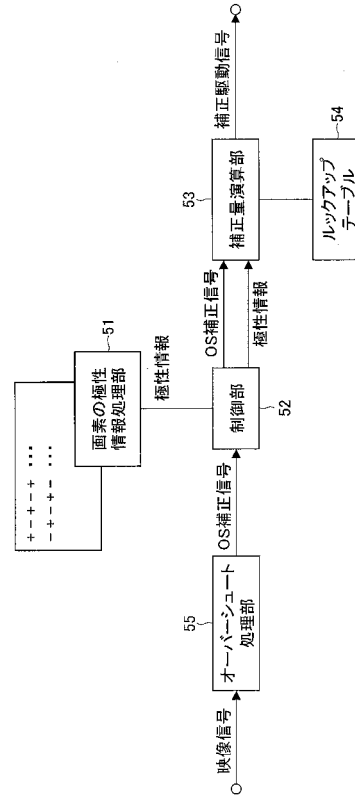 + - + - + ...
- + - + - ...
51
画素の極性
情報処理部
極性情報
映像信号
55
オーバーシュート
処理部
OS補正信号
制御部
52
OS補正信号
極性情報
53
補正量演算部
補正駆動信号
54
ルックアップ
テーブル